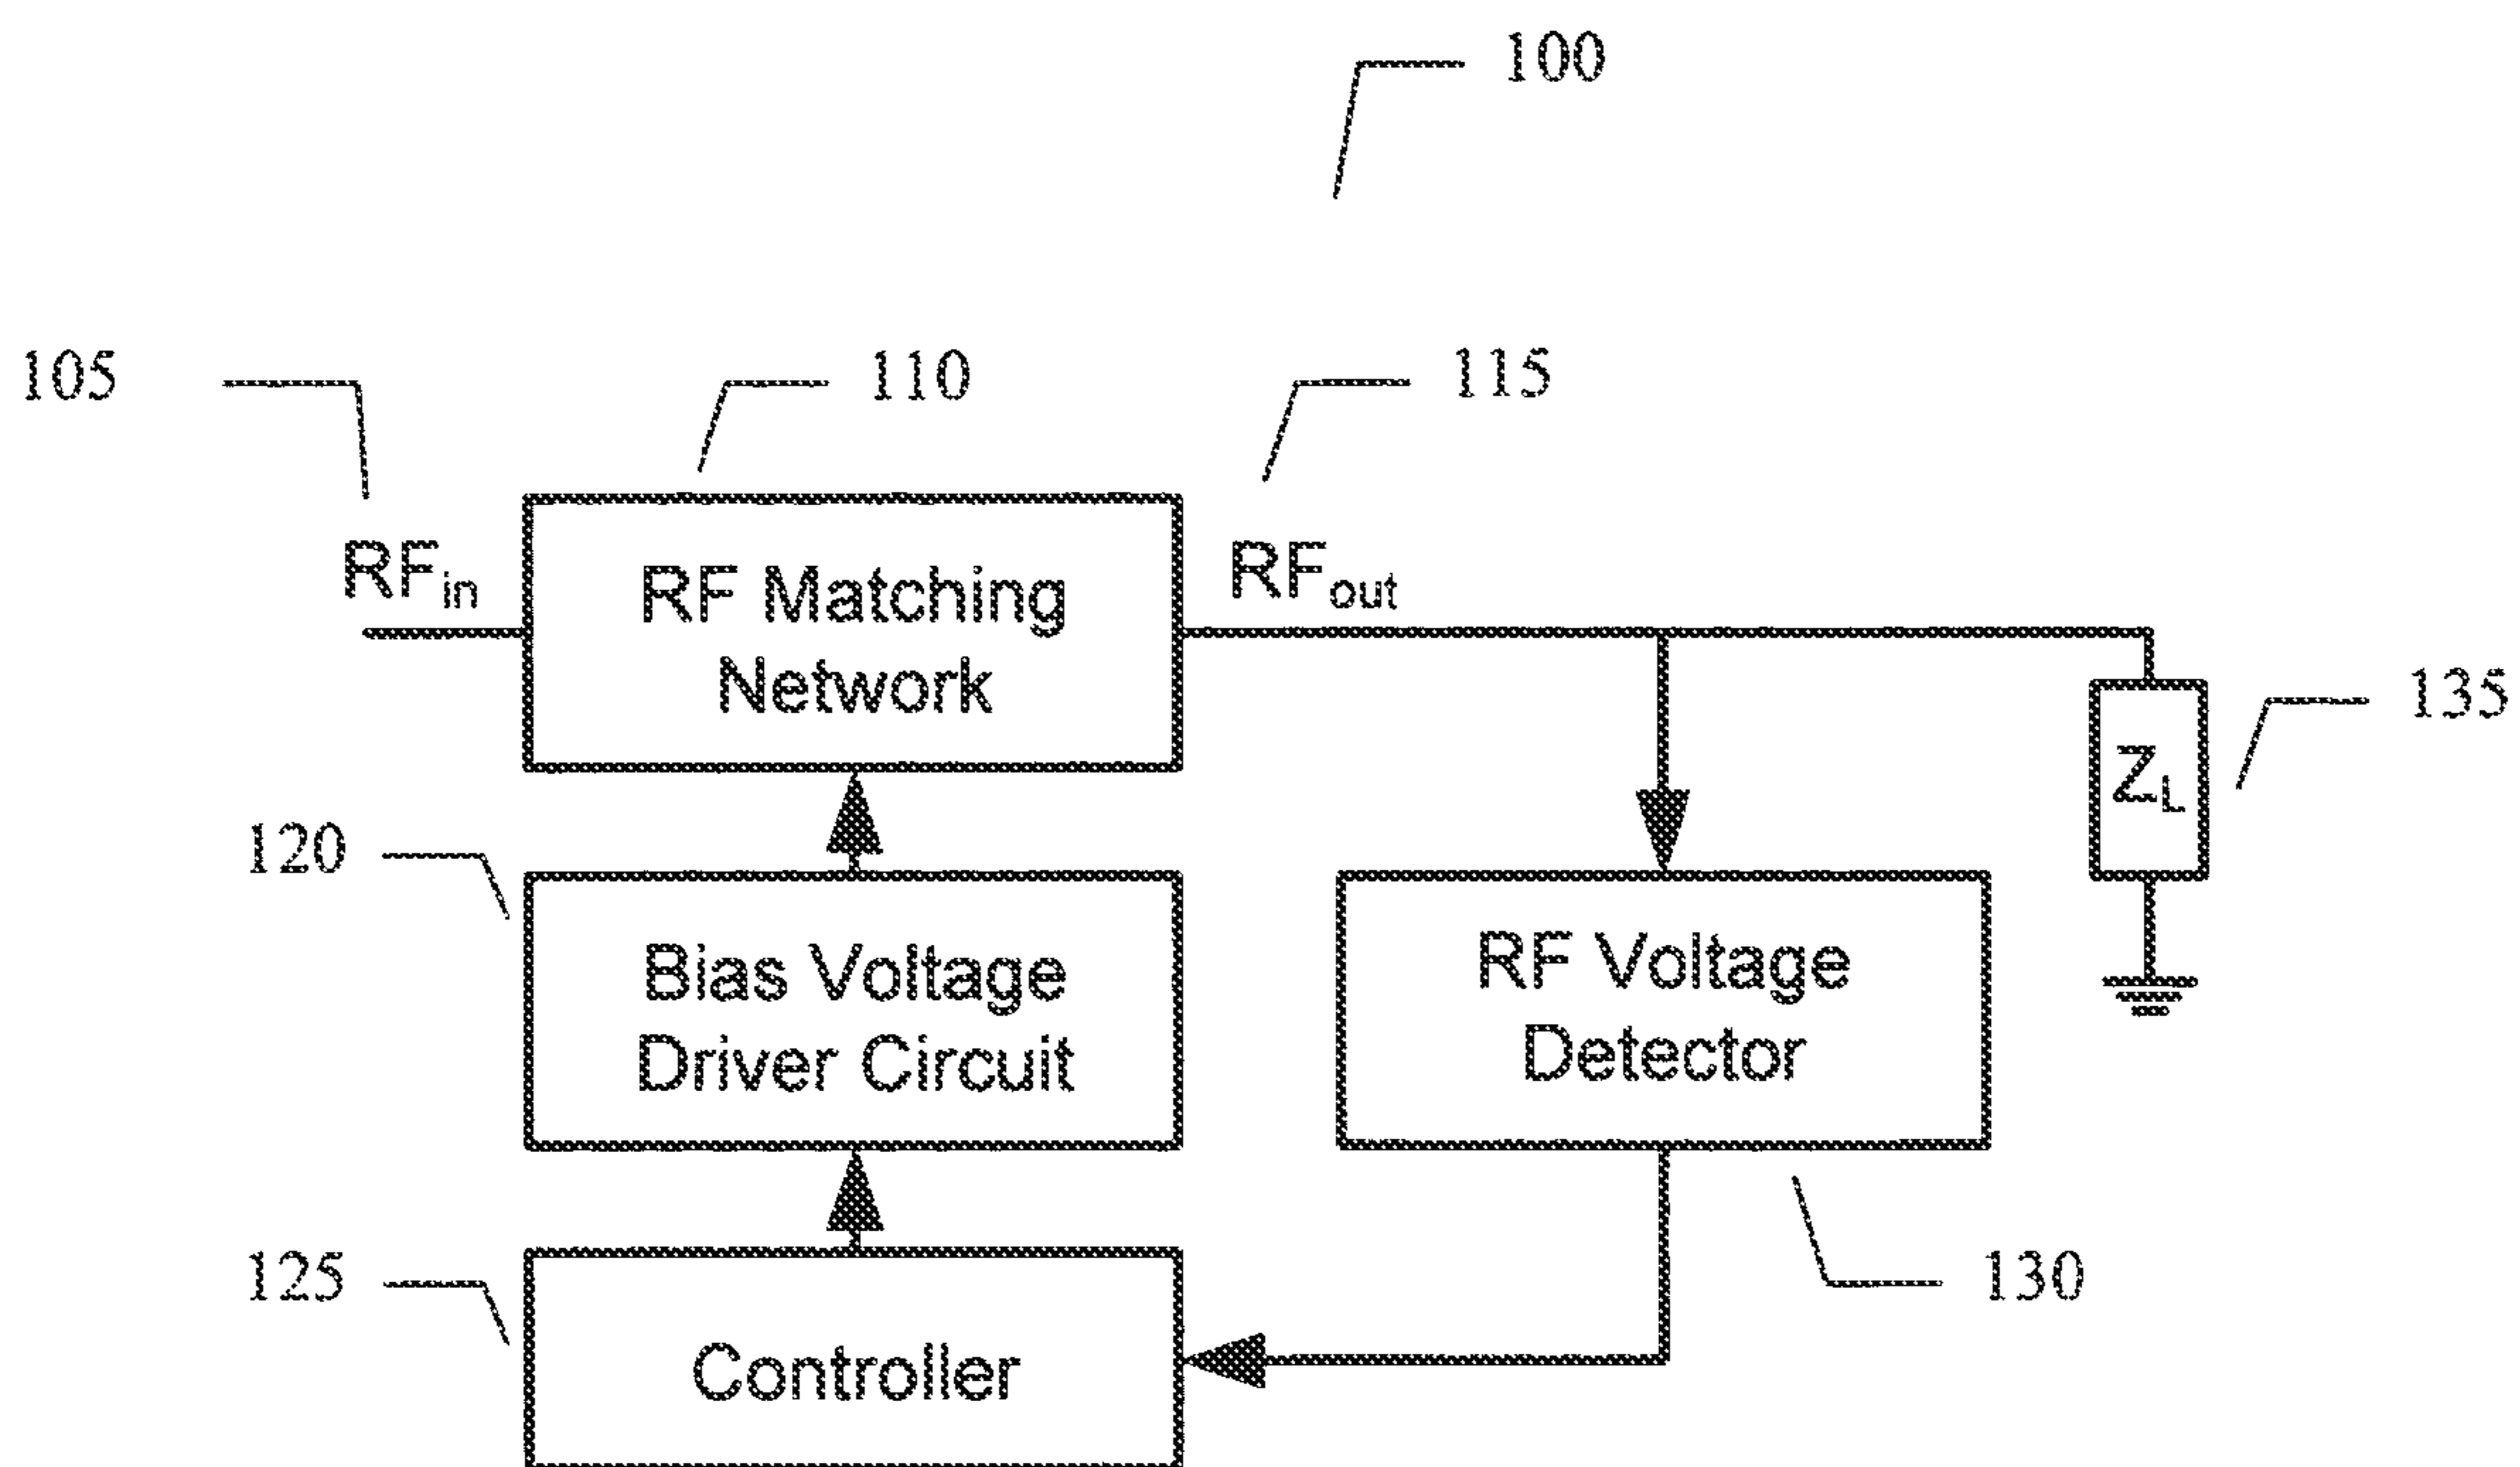 100
105
110
115
RFin
RF Matching
Network
RFout
135
ZL
120
Bias Voltage
Driver Circuit
RF Voltage
Detector
125
Controller
130